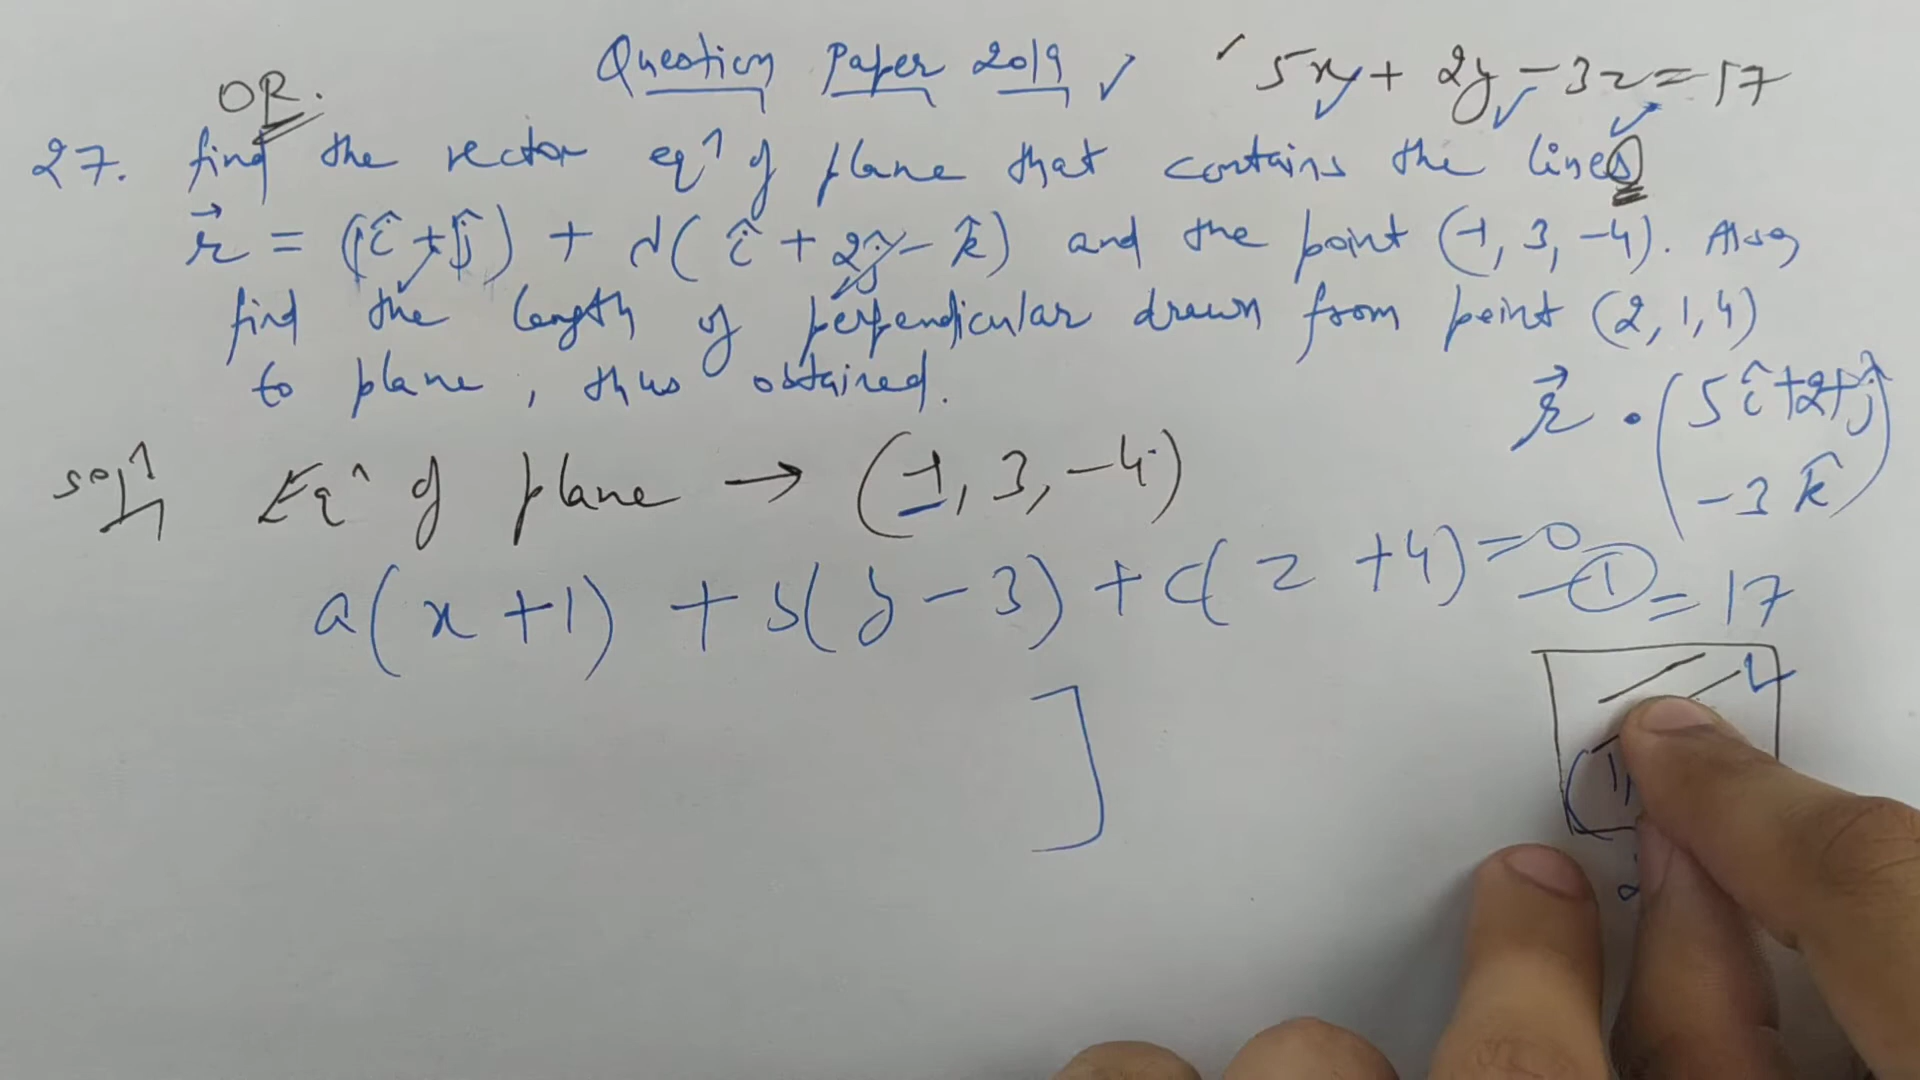 Question Paper 2019 ✓
✓ 5x + 2y - 3z = 17
OR.
27. find the vector eqⁿ of plane that contains the lines
r⃗ = (1î + 1ĵ) + λ(î + 2ĵ - k̂) and the point (-1, 3, -4). Also,
find the length of perpendicular drawn from point (2, 1, 4)
to plane, thus obtained.
r⃗ . (5î + 2ĵ
- 3k̂)
= 17
Solⁿ Eqⁿ of plane → (-1, 3, -4)
a(x + 1) + b(y - 3) + c(z + 4) = 0
— ①
]